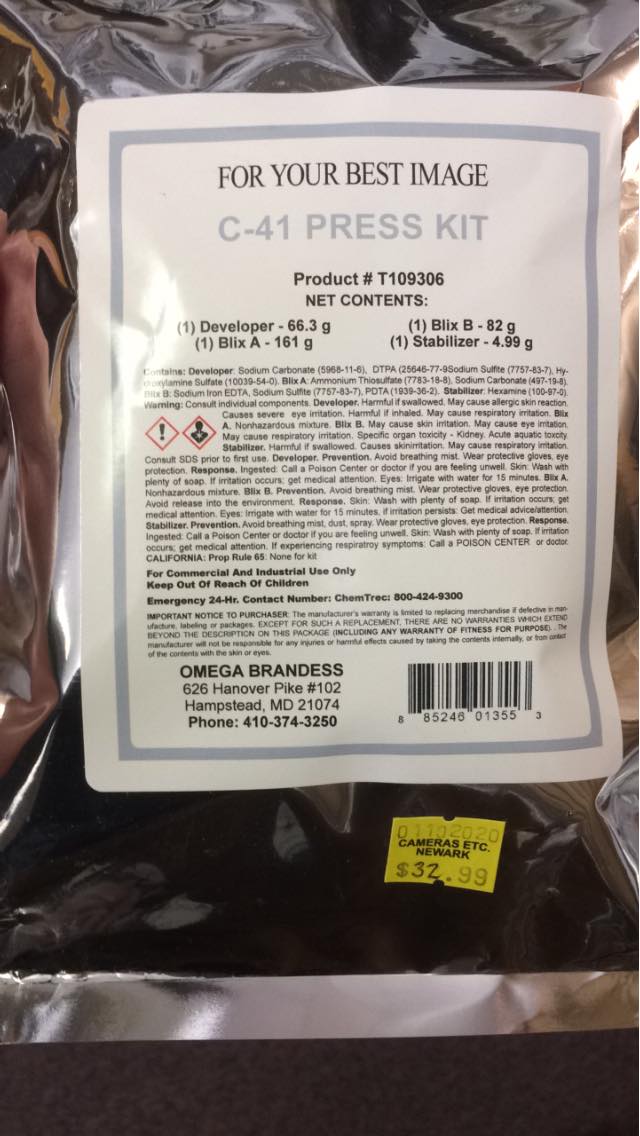 FOR YOUR BEST IMAGE
C-41 PRESS KIT
Product # T109306
NET CONTENTS:
(1) Developer - 66.3 g (1) Blix B - 82 g
(1) Blix A - 161 g (1) Stabilizer - 4.99 g
Contains: Developer: Sodium Carbonate (5968-11-6), DTPA (25646-77-9Sodium Sulfite (7757-83-7), Hy-
droxylamine Sulfate (10039-54-0). Blix A: Ammonium Thiosulfate (7783-18-8), Sodium Carbonate (497-19-8).
Blix B: Sodium Iron EDTA, Sodium Sulfite (7757-83-7), PDTA (1939-36-2). Stabilizer: Hexamine (100-97-0).
Warning: Consult individual components. Developer. Harmful if swallowed. May cause allergic skin reaction.
Causes severe eye irritation. Harmful if inhaled. May cause respiratory irritation. Blix
A. Nonhazardous mixture. Blix B. May cause skin irritation. May cause eye irritation.
May cause respiratory irritation. Specific organ toxicity - Kidney. Acute aquatic toxcity
Stabilizer. Harmful if swallowed. Causes skinirritation. May cause respiratory irritation.
Consult SDS prior to first use. Developer. Prevention. Avoid breathing mist. Wear protective gloves, eye
protection. Response. Ingested: Call a Poison Center or doctor if you are feeling unwell. Skin: Wash with
plenty of soap. If irritation occurs; get medical attention. Eyes: Irrigate with water for 15 minutes. Blix A.
Nonhazardous mixture. Blix B. Prevention. Avoid breathing mist. Wear protective gloves, eye protection.
Avoid release into the environment. Response. Skin: Wash with plenty of soap. If irritation occurs; get
medical attention. Eyes: Irrigate with water for 15 minutes, if irritation persists: Get medical advice/attention.
Stabilizer. Prevention. Avoid breathing mist, dust, spray. Wear protective gloves, eye protection. Response.
Ingested: Call a Poison Center or doctor if you are feeling unwell. Skin: Wash with plenty of soap. If irritation
occurs; get medical attention. If experiencing respiratroy symptoms: Call a POISON CENTER or doctor.
CALIFORNIA: Prop Rule 65: None for kit
For Commercial And Industrial Use Only
Keep Out Of Reach Of Children
Emergency 24-Hr. Contact Number: ChemTrec: 800-424-9300
IMPORTANT NOTICE TO PURCHASER: The manufacturer's warranty is limited to replacing merchandise if defective in man-
ufacture, labeling or packages. EXCEPT FOR SUCH A REPLACEMENT, THERE ARE NO WARRANTIES WHICH EXTEND
BEYOND THE DESCRIPTION ON THIS PACKAGE (INCLUDING ANY WARRANTY OF FITNESS FOR PURPOSE). . The
manufacturer will not be responsible for any injuries or harmful effects caused by taking the contents internally, or from contact
of the contents with the skin or eyes.
OMEGA BRANDESS
626 Hanover Pike #102
Hampstead, MD 21074
Phone: 410-374-3250
8 85246 01355 3
01102020
CAMERAS ETC.
NEWARK
$32.99